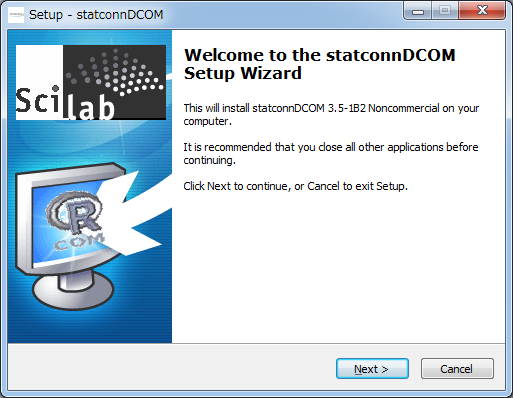 Setup - statconnDCOM
Sci
Lab
Welcome to the statconnDCOM
Setup Wizard
This will install statconnDCOM 3.5-1B2 Noncommercial on your
computer.
It is recommended that you close all other applications before
continuing.
Click Next to continue, or Cancel to exit Setup.
R
COM
Next >
Cancel